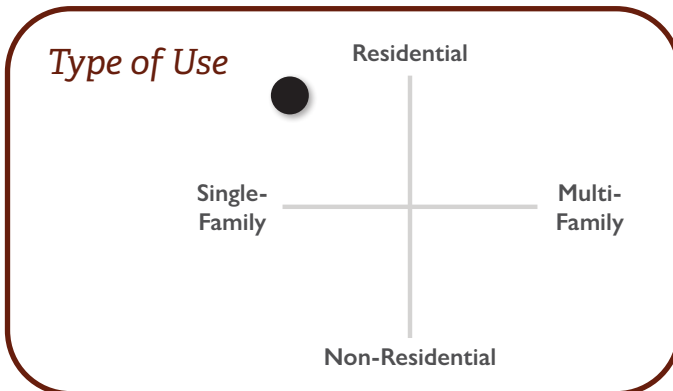 Type of Use
Residential
Single-
Family
Multi-
Family
Non-Residential